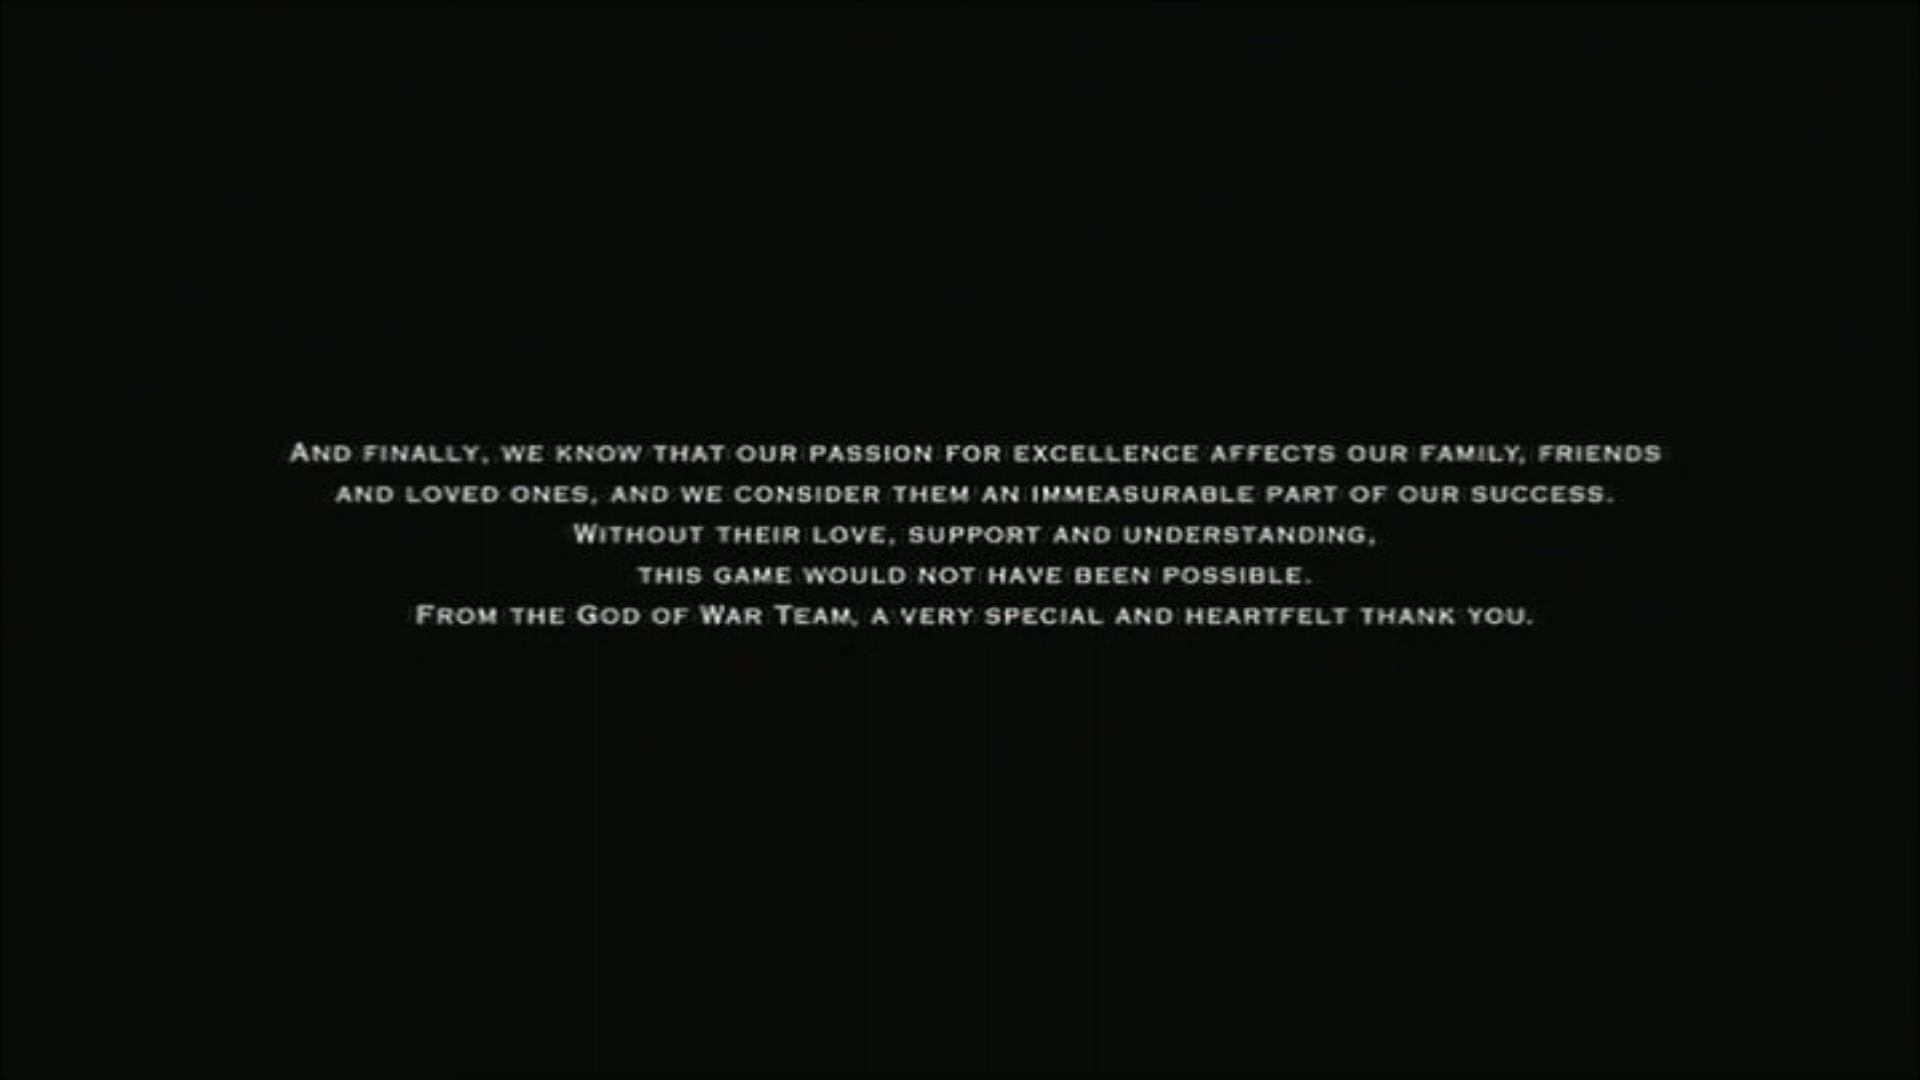 And finally, we know that our passion for excellence affects our family, friends
and loved ones, and we consider them an immeasurable part of our success.
Without their love, support and understanding,
this game would not have been possible.
From the God of War Team, a very special and heartfelt thank you.